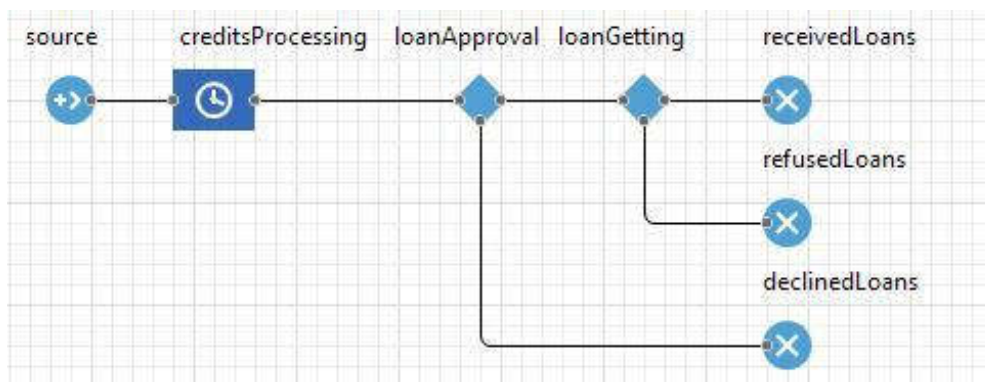 source creditsProcessing loanApproval loanGetting receivedLoans
refusedLoans
declinedLoans